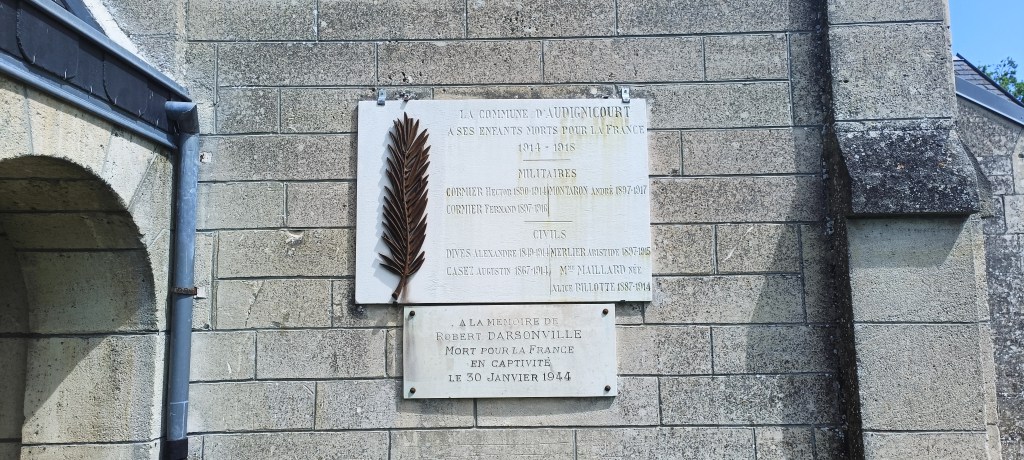 LA COMMUNE D'AUDIGNICOURT
A SES ENFANTS MORTS POUR LA FRANCE
1914 - 1918
MILITAIRES
CORMIER HECTOR 1890-1914 MONTARON ANDRÉ 1897-1917
CORMIER FERNAND 1897-1916
CIVILS
DIVES ALEXANDRE 1849-1914 MERLIER ARISTIDE 1897-1915
CASEZ AUGUSTIN 1867-1914 MME MAILLARD NÉE
ALICE BILLOTTE 1887-1914
A LA MEMOIRE DE
ROBERT DARSONVILLE
MORT POUR LA FRANCE
EN CAPTIVITÉ
LE 30 JANVIER 1944